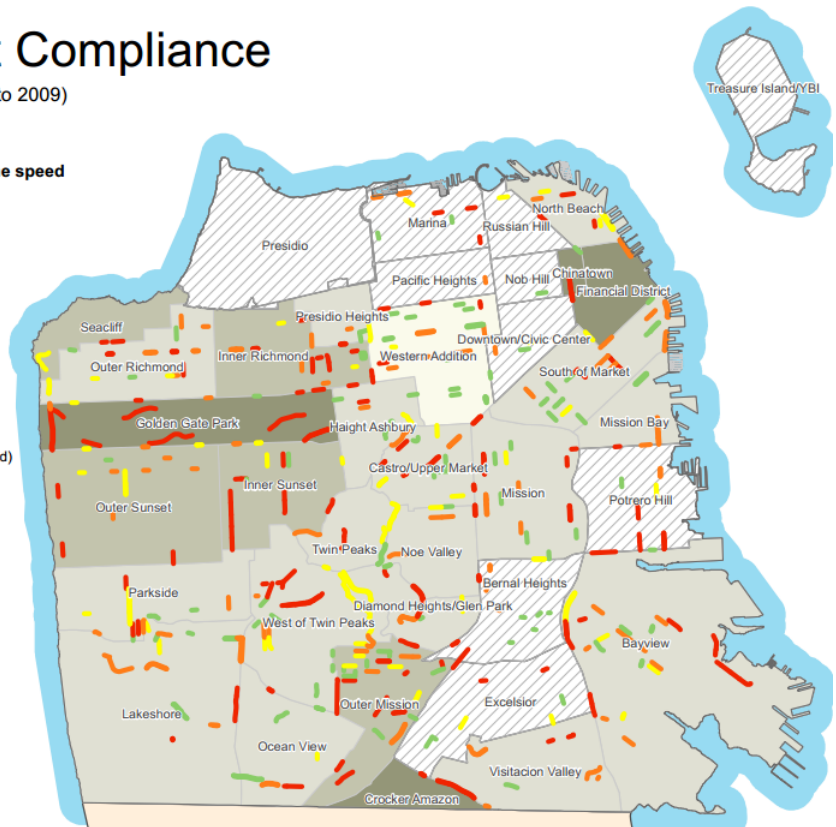 Compliance
to 2009)
e speed
d)
Treasure Island/YBI
North Beach
Marina
Russian Hill
Presidio
Chinatown
Pacific Heights
Nob Hill
Financial District
Presidio Heights
Seacliff
Downtown/Civic Center
Inner Richmond
Western Addition
Outer Richmond
South of Market
Golden Gate Park
Haight Ashbury
Mission Bay
Castro/Upper Market
Inner Sunset
Mission
Potrero Hill
Outer Sunset
Twin Peaks
Noe Valley
Bernal Heights
Parkside
Diamond Heights/Glen Park
West of Twin Peaks
Bayview
Outer Mission
Excelsior
Lakeshore
Ocean View
Visitacion Valley
Crocker Amazon